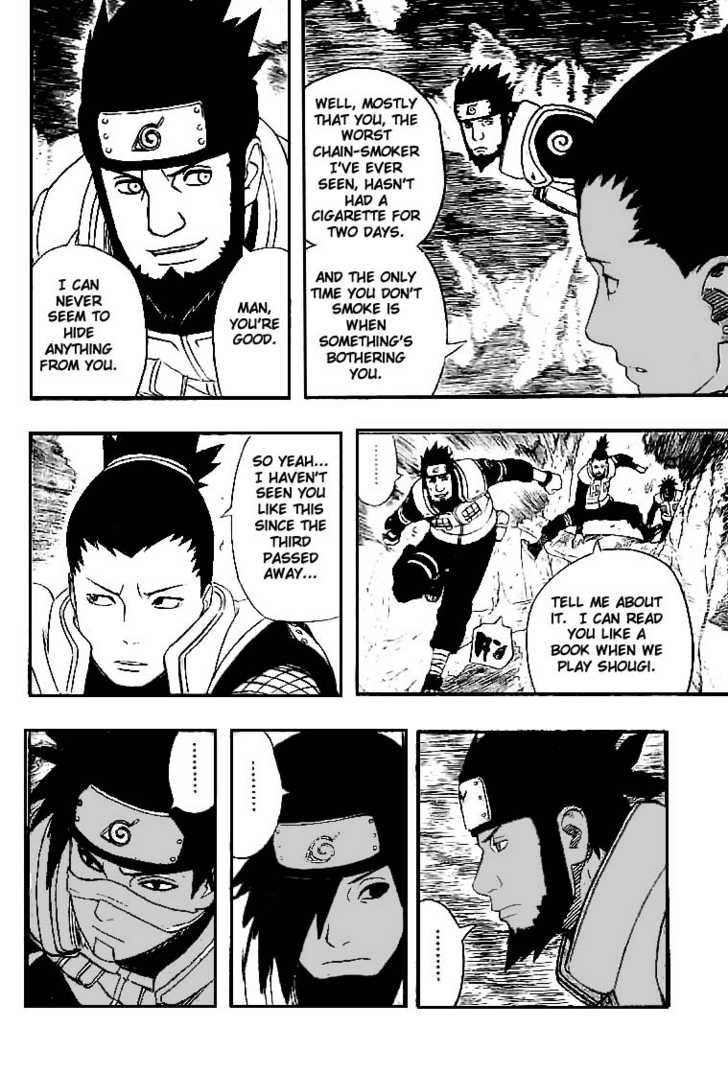 WELL, MOSTLY
THAT YOU, THE
WORST
CHAIN-SMOKER
I'VE EVER
SEEN, HASN'T
HAD A
CIGARETTE FOR
TWO DAYS.
AND THE ONLY
TIME YOU DON'T
SMOKE IS
WHEN
SOMETHING'S
BOTHERING
YOU.
MAN,
YOU'RE
GOOD.
I CAN
NEVER
SEEM TO
HIDE
ANYTHING
FROM YOU.
........
TELL ME ABOUT
IT. I CAN READ
YOU LIKE A
BOOK WHEN WE
PLAY SHOUGI.
SO YEAH...
I HAVEN'T
SEEN YOU
LIKE THIS
SINCE THE
THIRD
PASSED
AWAY...
........
........
........